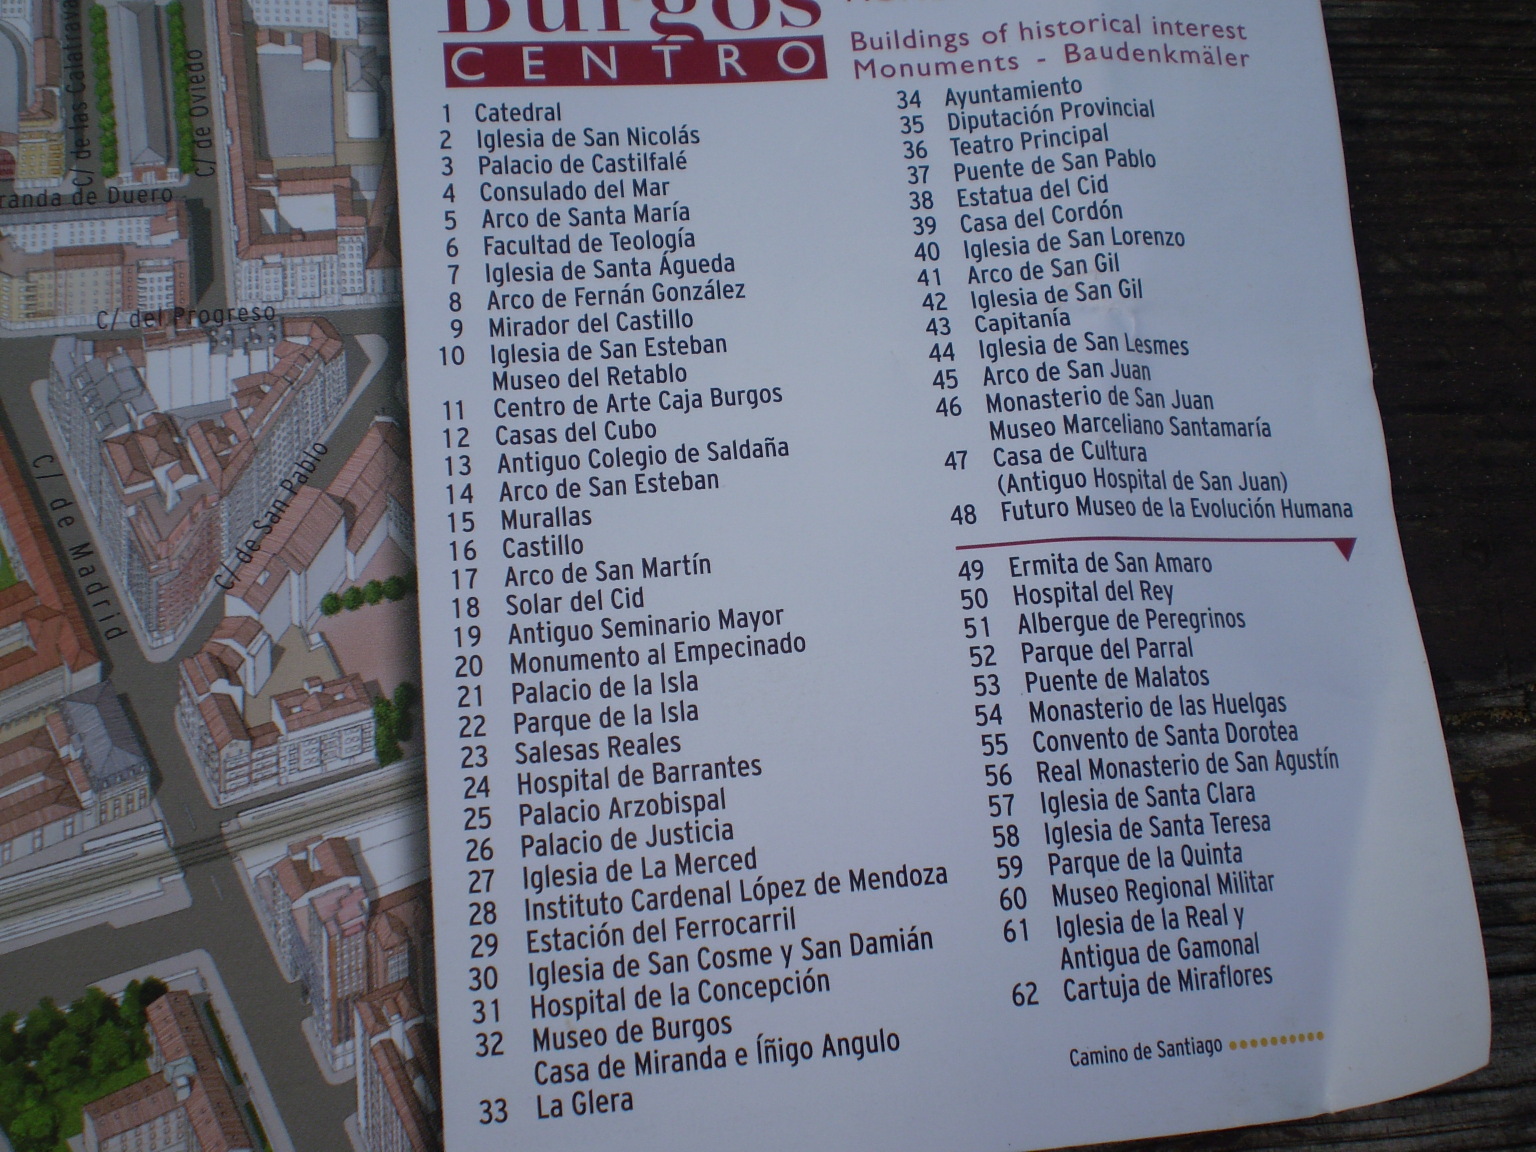 Burgos
CENTRO
Buildings of historical interest
Monuments - Baudenkmäler
1 Catedral
2 Iglesia de San Nicolás
3 Palacio de Castilfalé
4 Consulado del Mar
5 Arco de Santa María
6 Facultad de Teología
7 Iglesia de Santa Águeda
8 Arco de Fernán González
9 Mirador del Castillo
10 Iglesia de San Esteban
Museo del Retablo
11 Centro de Arte Caja Burgos
12 Casas del Cubo
13 Antiguo Colegio de Saldaña
14 Arco de San Esteban
15 Murallas
16 Castillo
17 Arco de San Martín
18 Solar del Cid
19 Antiguo Seminario Mayor
20 Monumento al Empecinado
21 Palacio de la Isla
22 Parque de la Isla
23 Salesas Reales
24 Hospital de Barrantes
25 Palacio Arzobispal
26 Palacio de Justicia
27 Iglesia de La Merced
28 Instituto Cardenal López de Mendoza
29 Estación del Ferrocarril
30 Iglesia de San Cosme y San Damián
31 Hospital de la Concepción
32 Museo de Burgos
Casa de Miranda e Íñigo Angulo
33 La Glera
34 Ayuntamiento
35 Diputación Provincial
36 Teatro Principal
37 Puente de San Pablo
38 Estatua del Cid
39 Casa del Cordón
40 Iglesia de San Lorenzo
41 Arco de San Gil
42 Iglesia de San Gil
43 Capitanía
44 Iglesia de San Lesmes
45 Arco de San Juan
46 Monasterio de San Juan
Museo Marceliano Santamaría
47 Casa de Cultura
(Antiguo Hospital de San Juan)
48 Futuro Museo de la Evolución Humana
49 Ermita de San Amaro
50 Hospital del Rey
51 Albergue de Peregrinos
52 Parque del Parral
53 Puente de Malatos
54 Monasterio de las Huelgas
55 Convento de Santa Dorotea
56 Real Monasterio de San Agustín
57 Iglesia de Santa Clara
58 Iglesia de Santa Teresa
59 Parque de la Quinta
60 Museo Regional Militar
61 Iglesia de la Real y
Antigua de Gamonal
62 Cartuja de Miraflores
Camino de Santiago
C/ de las Calatravas
C/ de Oviedo
randa de Duero
C/ del Progreso
C/ de Madrid
C/ de San Pablo